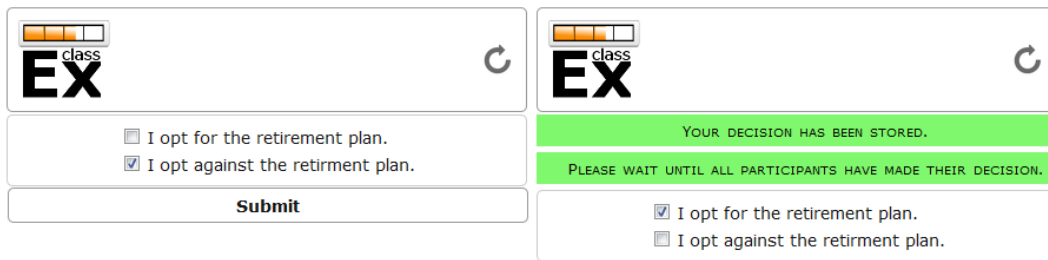 class
Ex
I opt for the retirement plan.
I opt against the retirment plan.
Submit
class
Ex
YOUR DECISION HAS BEEN STORED.
PLEASE WAIT UNTIL ALL PARTICIPANTS HAVE MADE THEIR DECISION.
I opt for the retirement plan.
I opt against the retirment plan.